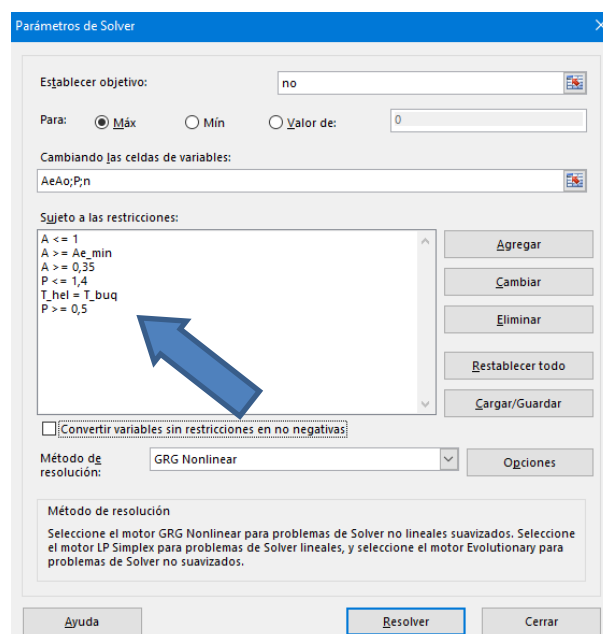 Parámetros de Solver
Establecer objetivo:
no
Para:
Máx
Mín
Valor de:
0
Cambiando las celdas de variables:
AeAo;P;n
Sujeto a las restricciones:
A <= 1
A >= Ae_min
A >= 0,35
P <= 1,4
T_hel = T_buq
P >= 0,5
Agregar
Cambiar
Eliminar
Restablecer todo
Cargar/Guardar
Convertir variables sin restricciones en no negativas
Método de
resolución:
GRG Nonlinear
Opciones
Método de resolución
Seleccione el motor GRG Nonlinear para problemas de Solver no lineales suavizados. Seleccione
el motor LP Simplex para problemas de Solver lineales, y seleccione el motor Evolutionary para
problemas de Solver no suavizados.
Ayuda
Resolver
Cerrar